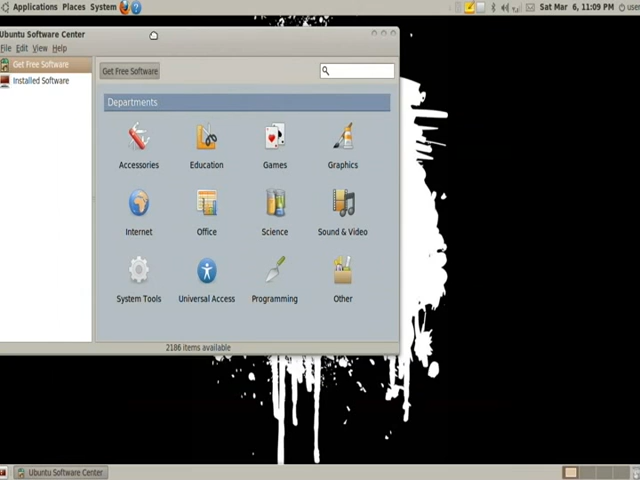 Applications Places System
Sat Mar 6, 11:09 PM user
Ubuntu Software Center
File Edit View Help
Get Free Software
Installed Software
Get Free Software
Departments
Accessories Education Games Graphics
Internet Office Science Sound & Video
System Tools Universal Access Programming Other
2186 items available
Ubuntu Software Center